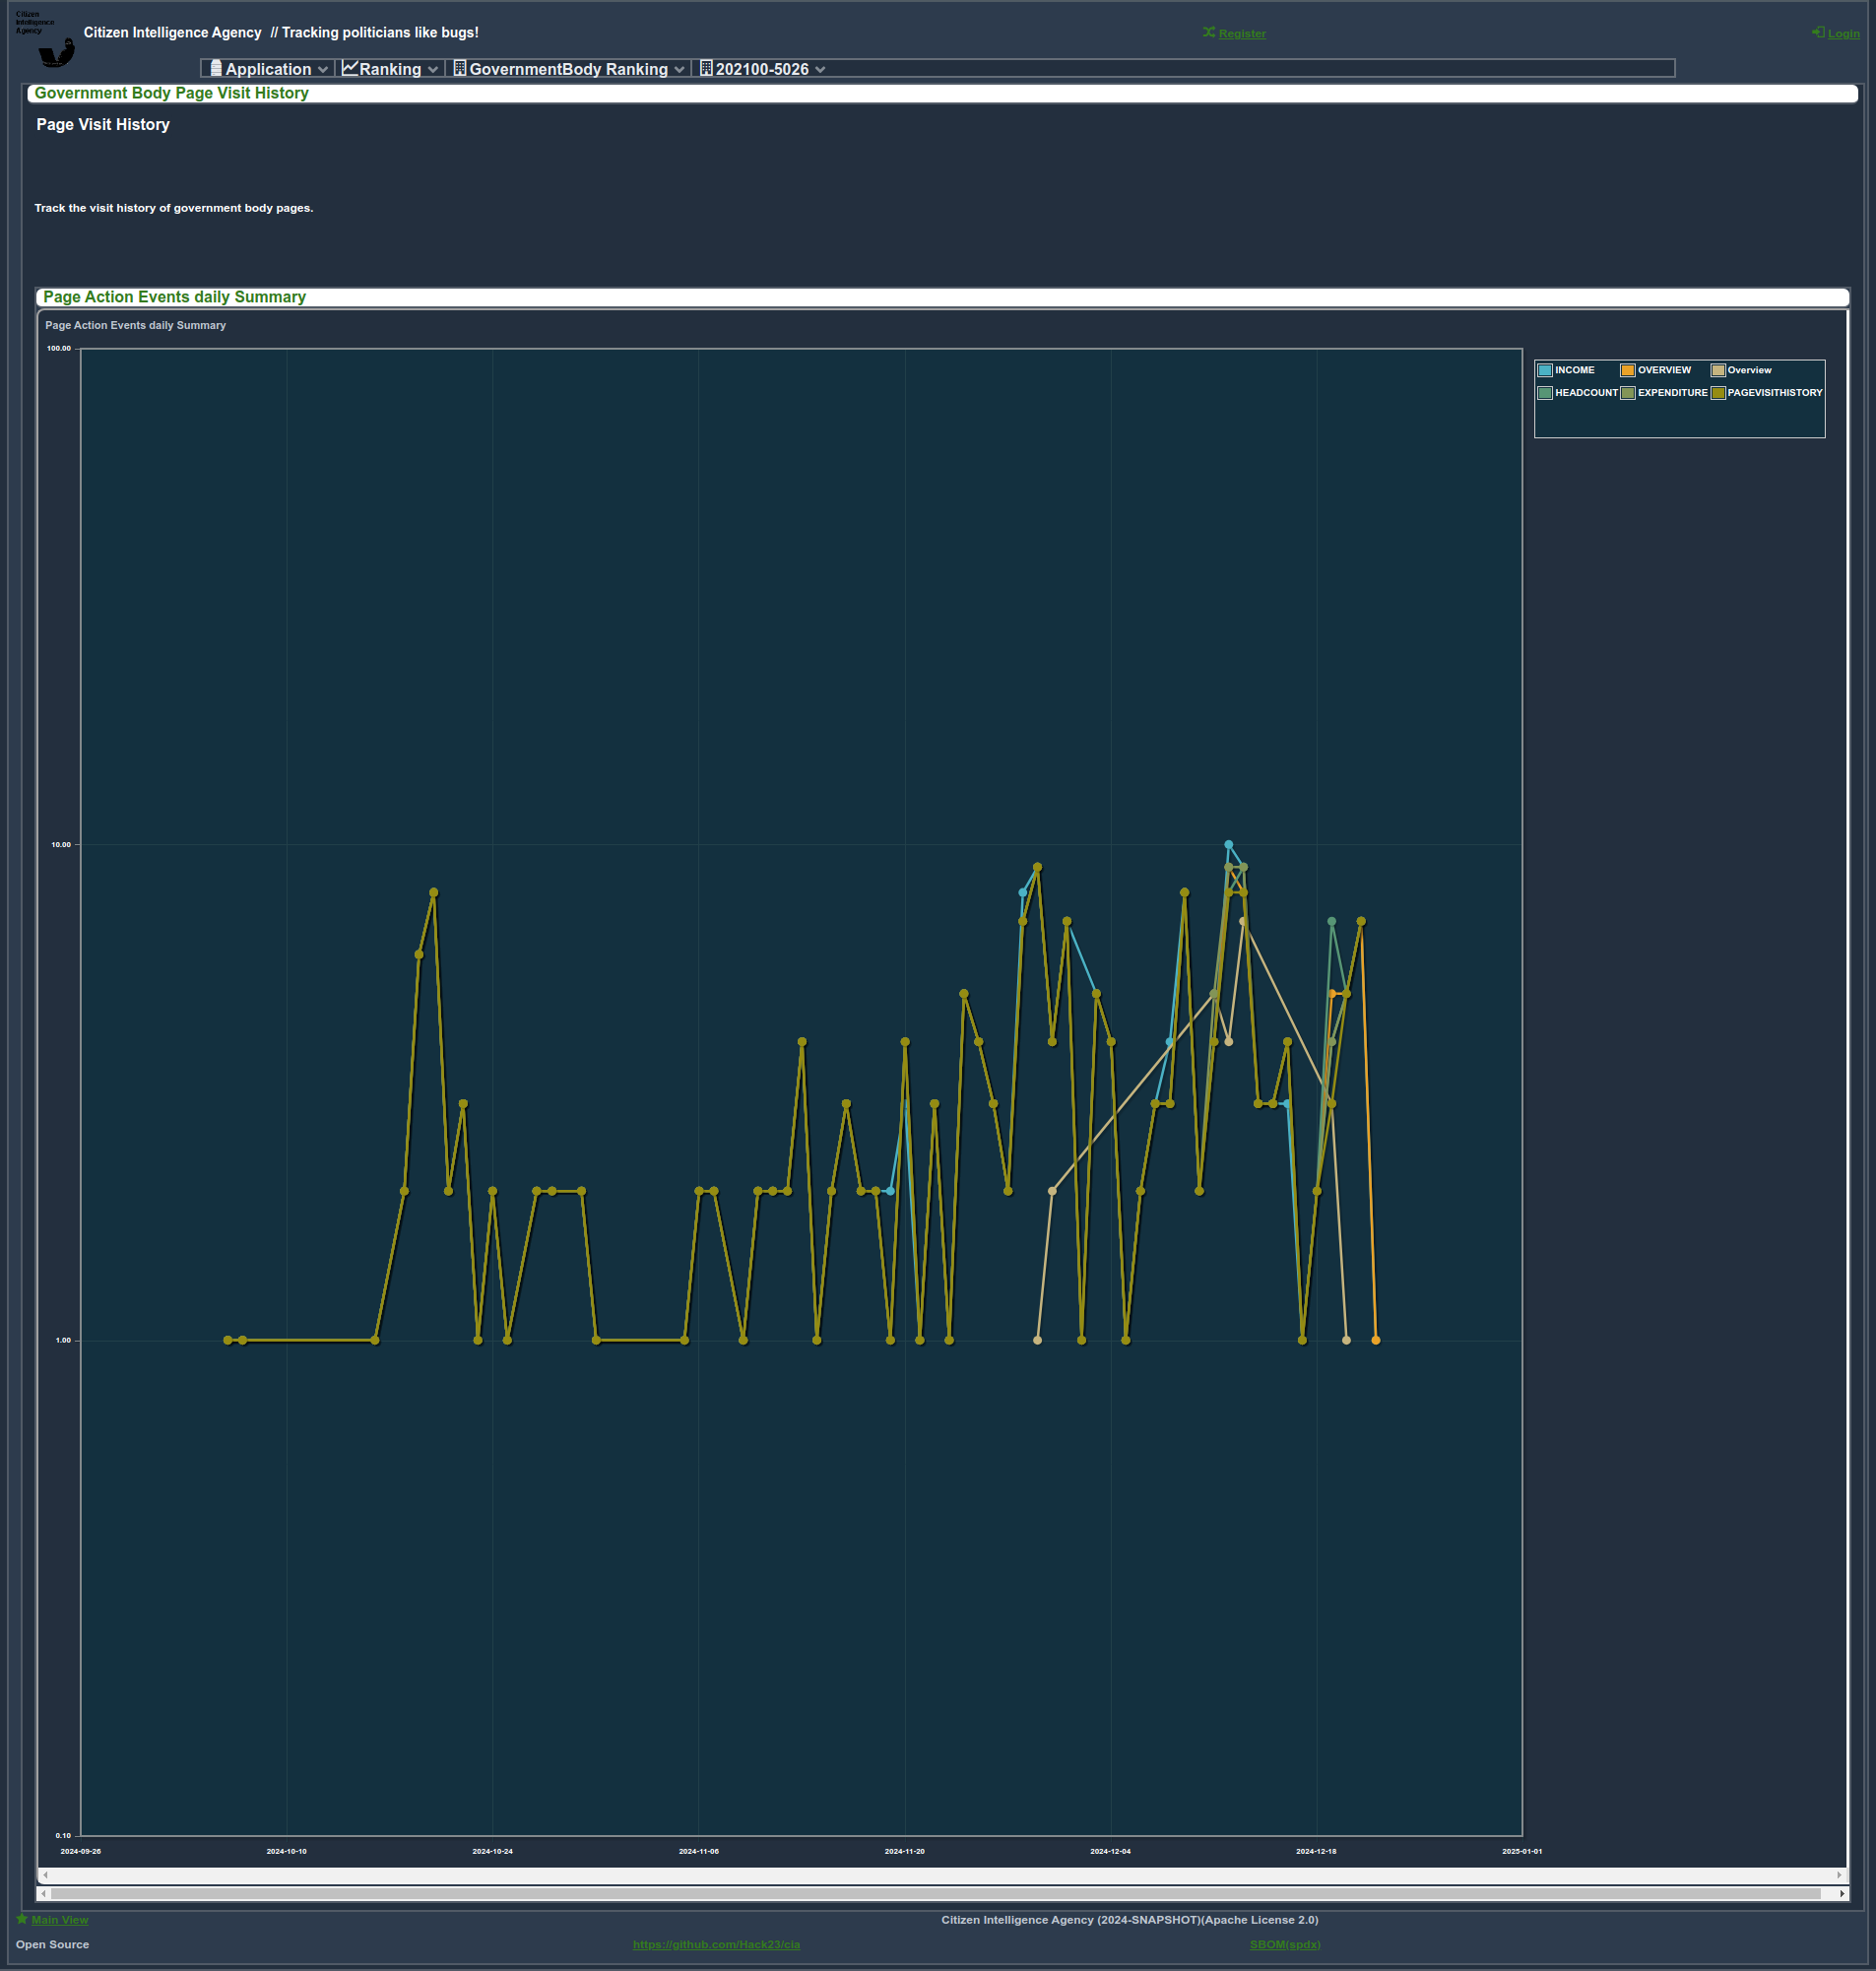 Citizen
Intelligence
Agency
Citizen Intelligence Agency // Tracking politicians like bugs!
Register
Login
Application
Ranking
GovernmentBody Ranking
202100-5026
Government Body Page Visit History
Page Visit History
Track the visit history of government body pages.
Page Action Events daily Summary
Page Action Events daily Summary
100.00
10.00
1.00
0.10
INCOME OVERVIEW Overview
HEADCOUNT EXPENDITURE PAGEVISITHISTORY
2024-09-26 2024-10-10 2024-10-24 2024-11-06 2024-11-20 2024-12-04 2024-12-18 2025-01-01
Main View
Citizen Intelligence Agency (2024-SNAPSHOT)(Apache License 2.0)
Open Source
https://github.com/Hack23/cia
SBOM(spdx)